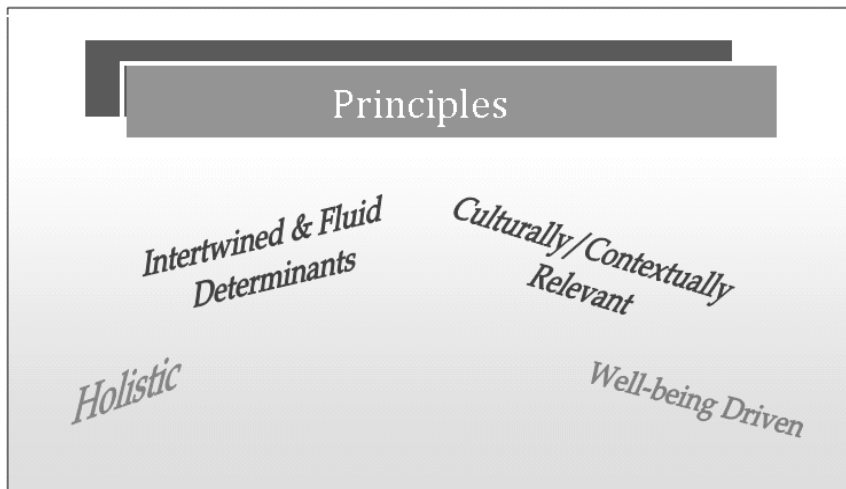 Principles
Intertwined & Fluid
Determinants
Culturally/Contextually
Relevant
Holistic
Well-being Driven